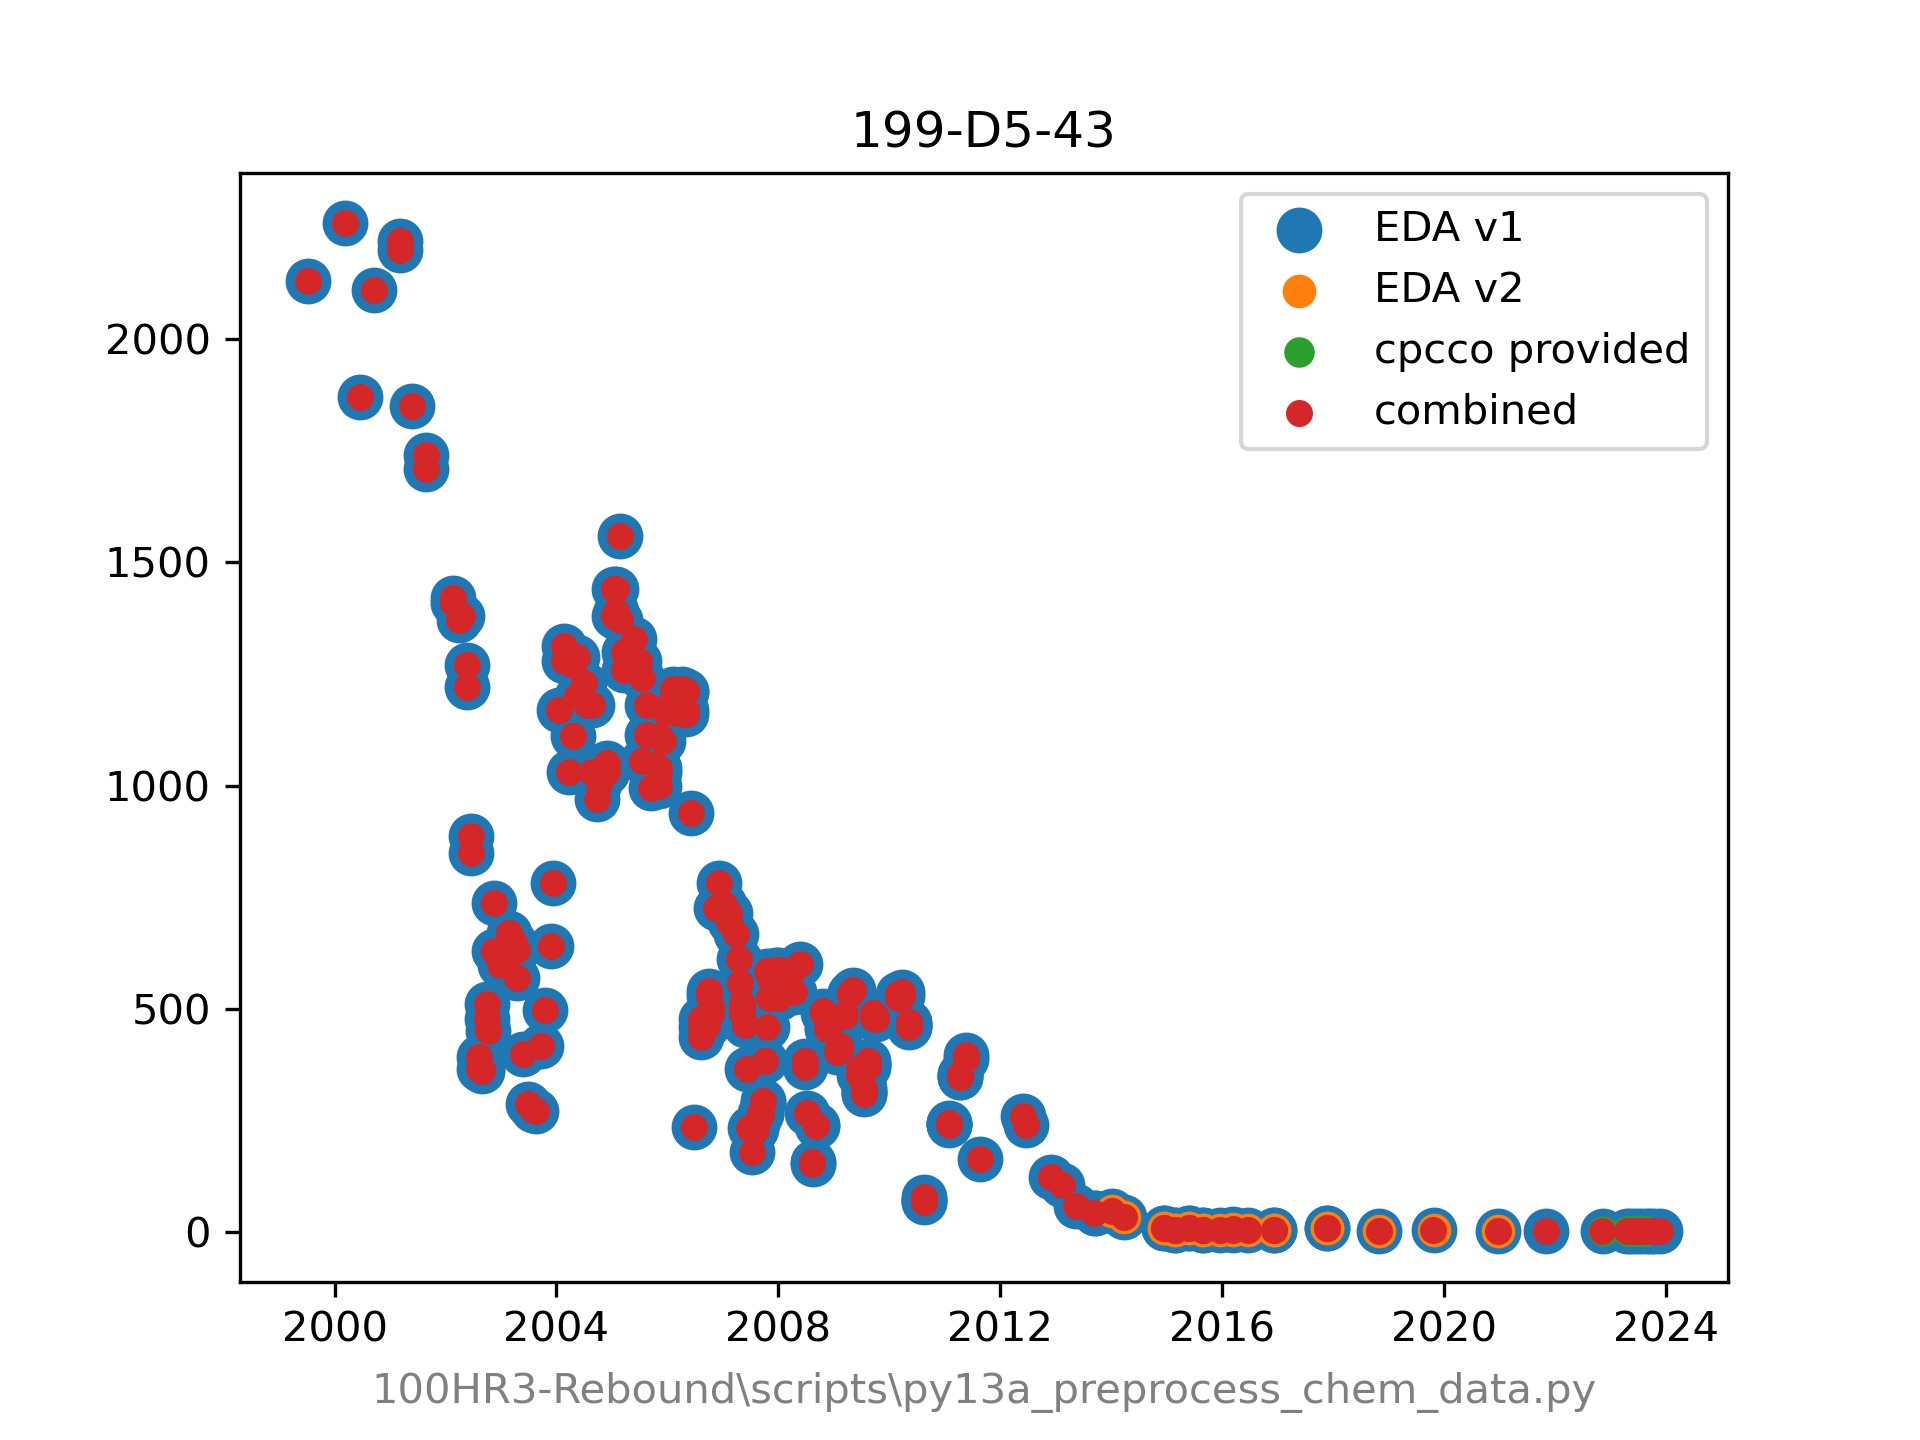 199-D5-43
EDA v1
EDA v2
cpcco provided
combined
2000
1500
1000
500
0
2000 2004 2008 2012 2016 2020 2024
100HR3-Rebound\scripts\py13a_preprocess_chem_data.py